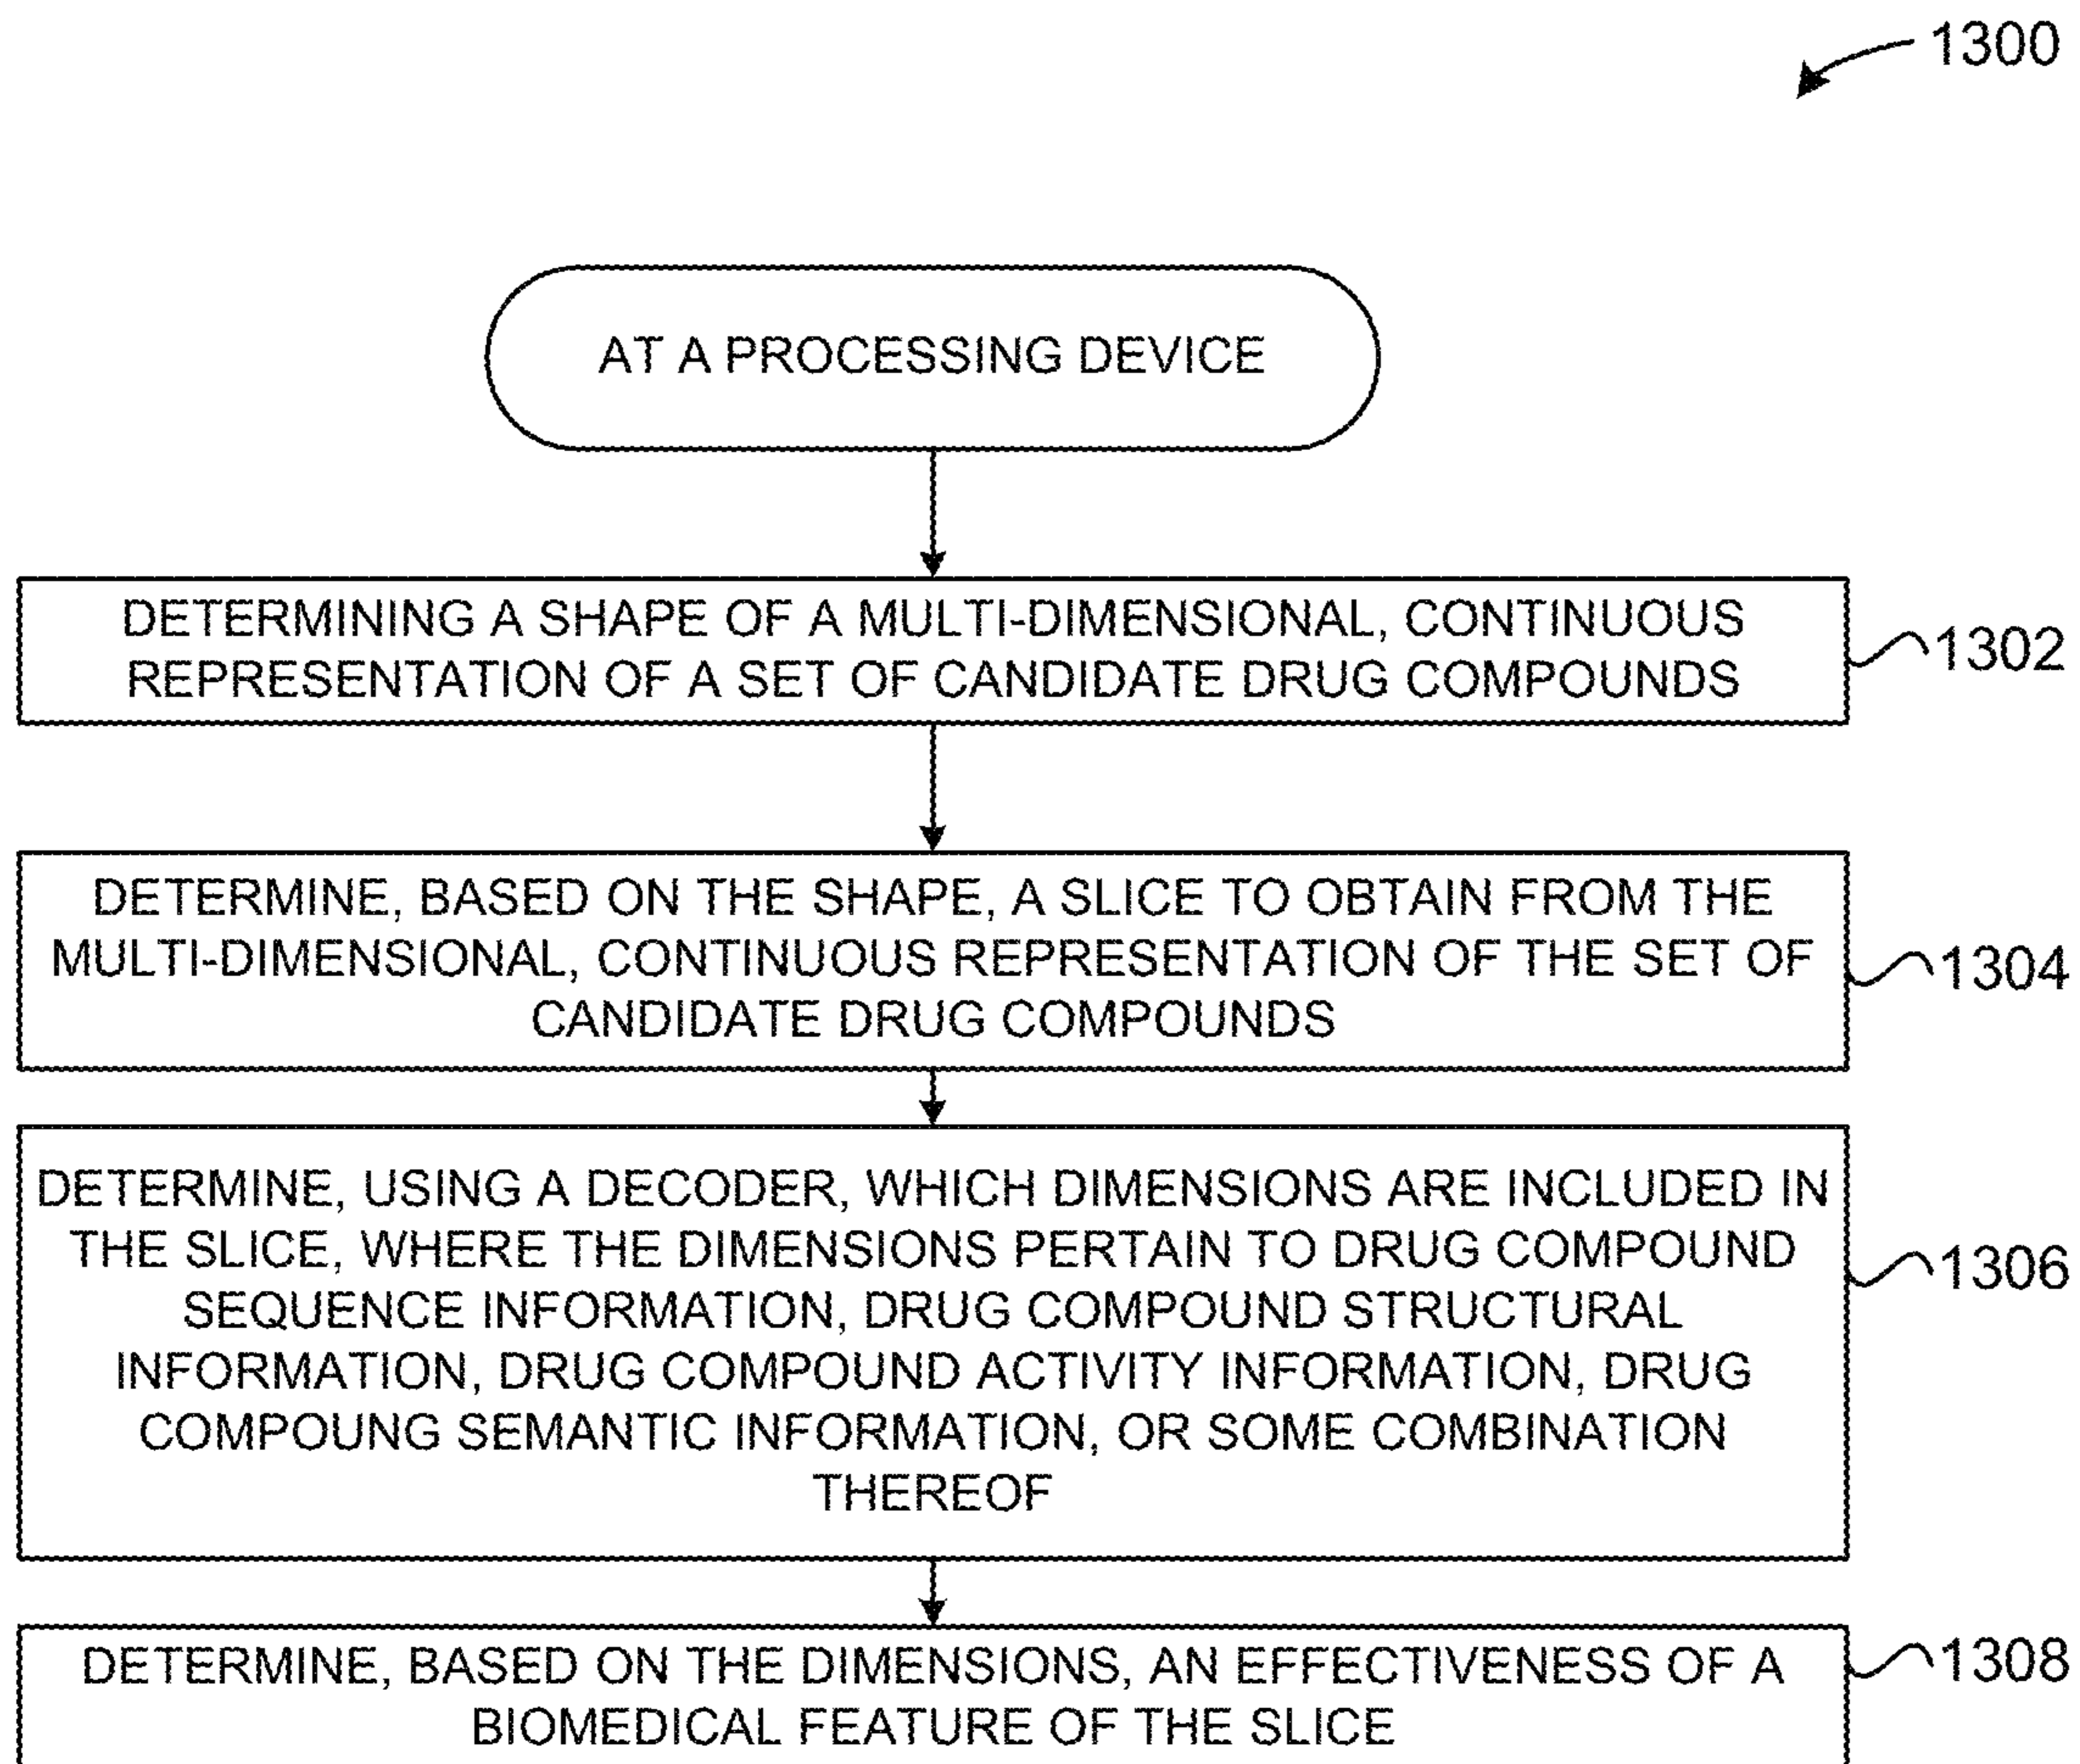 1300
AT A PROCESSING DEVICE
DETERMINING A SHAPE OF A MULTI-DIMENSIONAL, CONTINUOUS
REPRESENTATION OF A SET OF CANDIDATE DRUG COMPOUNDS
1302
DETERMINE, BASED ON THE SHAPE, A SLICE TO OBTAIN FROM THE
MULTI-DIMENSIONAL, CONTINUOUS REPRESENTATION OF THE SET OF
CANDIDATE DRUG COMPOUNDS
1304
DETERMINE, USING A DECODER, WHICH DIMENSIONS ARE INCLUDED IN
THE SLICE, WHERE THE DIMENSIONS PERTAIN TO DRUG COMPOUND
SEQUENCE INFORMATION, DRUG COMPOUND STRUCTURAL
INFORMATION, DRUG COMPOUND ACTIVITY INFORMATION, DRUG
COMPOUNG SEMANTIC INFORMATION, OR SOME COMBINATION
THEREOF
1306
DETERMINE, BASED ON THE DIMENSIONS, AN EFFECTIVENESS OF A
BIOMEDICAL FEATURE OF THE SLICE
1308